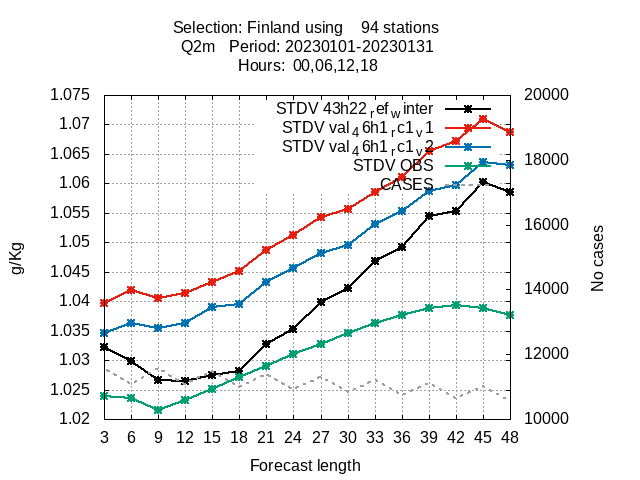 Selection: Finland using 94 stations
Q2m Period: 20230101-20230131
Hours: 00,06,12,18
STDV 43h22ref_winter
STDV val46h1rc1v1
STDV val46h1rc1v2
STDV OBS
CASES
1.075
1.07
1.065
1.06
1.055
1.05
1.045
1.04
1.035
1.03
1.025
1.02
g/Kg
20000
18000
16000
14000
12000
10000
No cases
3 6 9 12 15 18 21 24 27 30 33 36 39 42 45 48
Forecast length